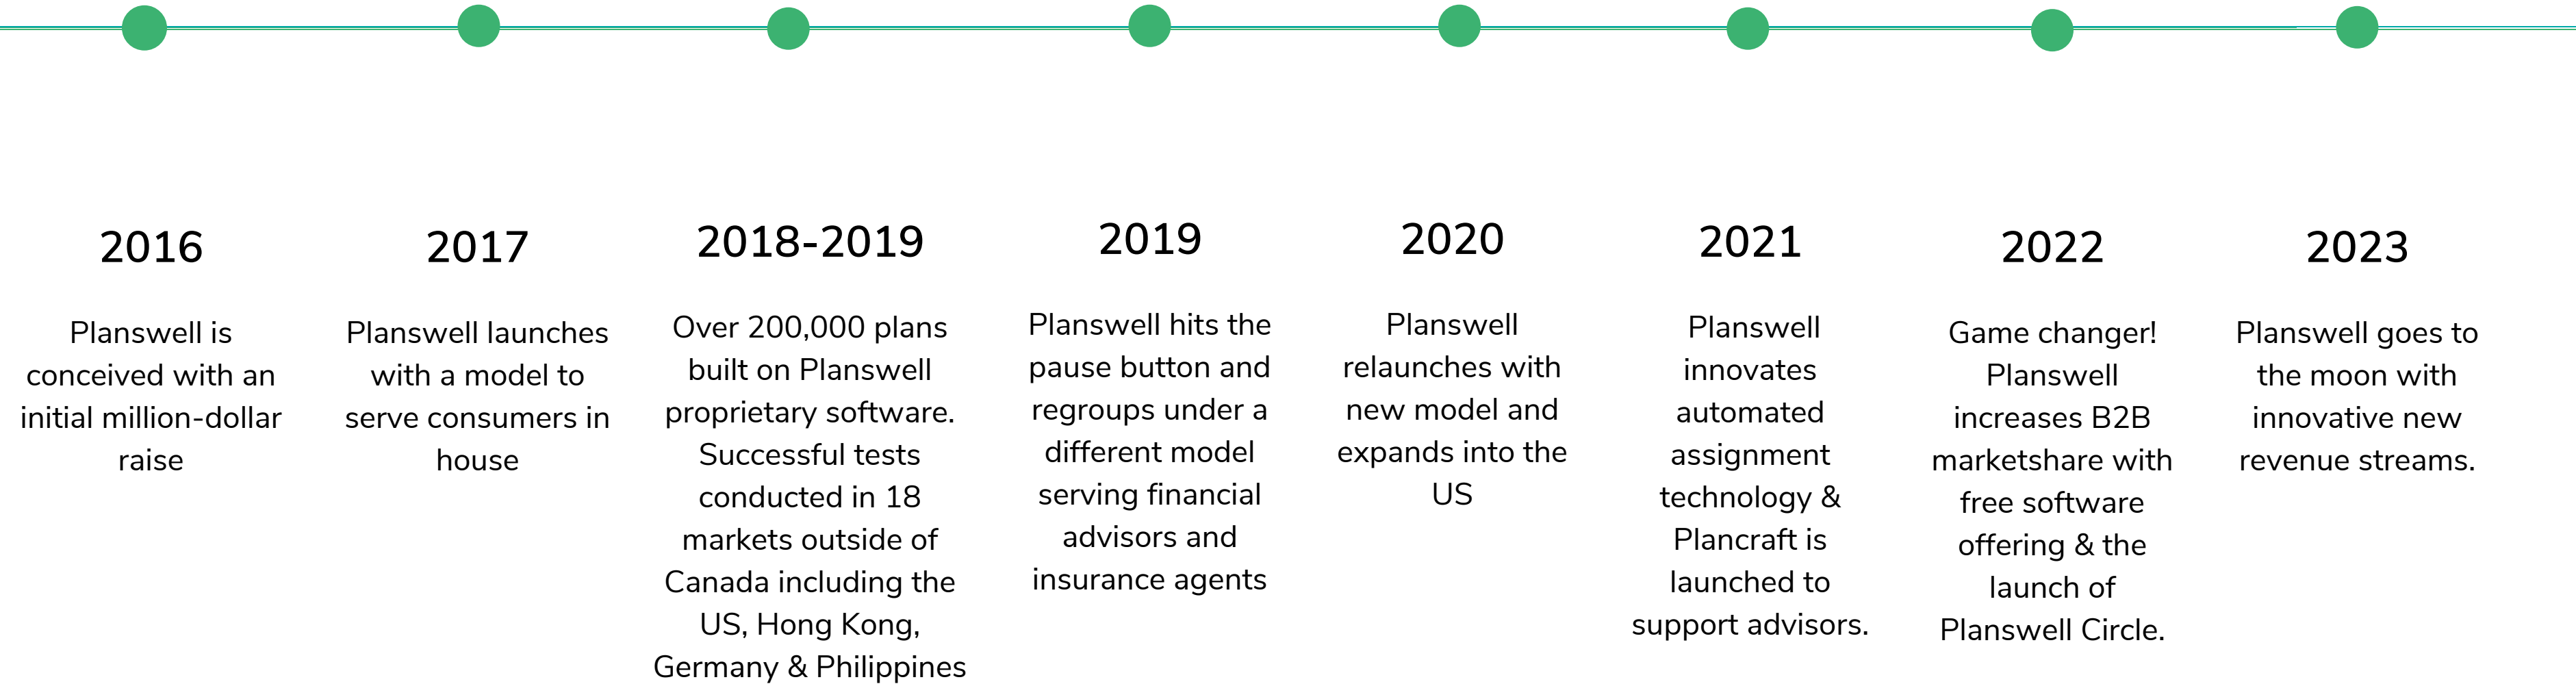 2016
Planswell is
conceived with an
initial million-dollar
raise
2017
Planswell launches
with a model to
serve consumers in
house
2018-2019
Over 200,000 plans
built on Planswell
proprietary software.
Successful tests
conducted in 18
markets outside of
Canada including the
US, Hong Kong,
Germany & Philippines
2019
Planswell hits the
pause button and
regroups under a
different model
serving financial
advisors and
insurance agents
2020
Planswell
relaunches with
new model and
expands into the
US
2021
Planswell
innovates
automated
assignment
technology &
Plancraft is
launched to
support advisors.
2022
Game changer!
Planswell
increases B2B
marketshare with
free software
offering & the
launch of
Planswell Circle.
2023
Planswell goes to
the moon with
innovative new
revenue streams.